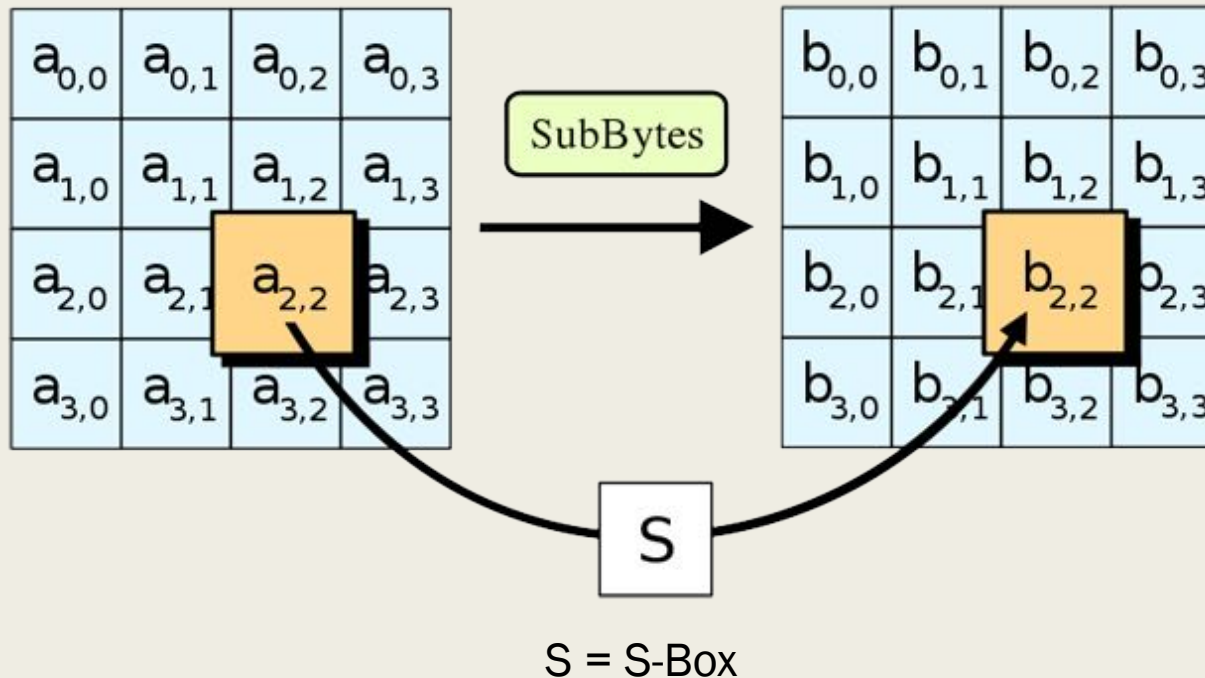 a0,0 a0,1 a0,2 a0,3 b0,0 b0,1 b0,2 b0,3
SubBytes
a1,0 a1,1 a1,2 a1,3 b1,0 b1,1 b1,2 b1,3
a2,0 a2,1 a2,2 a2,3 b2,0 b2,1 b2,2 b2,3
a3,0 a3,1 a3,2 a3,3 b3,0 b3,1 b3,2 b3,3
S
S = S-Box